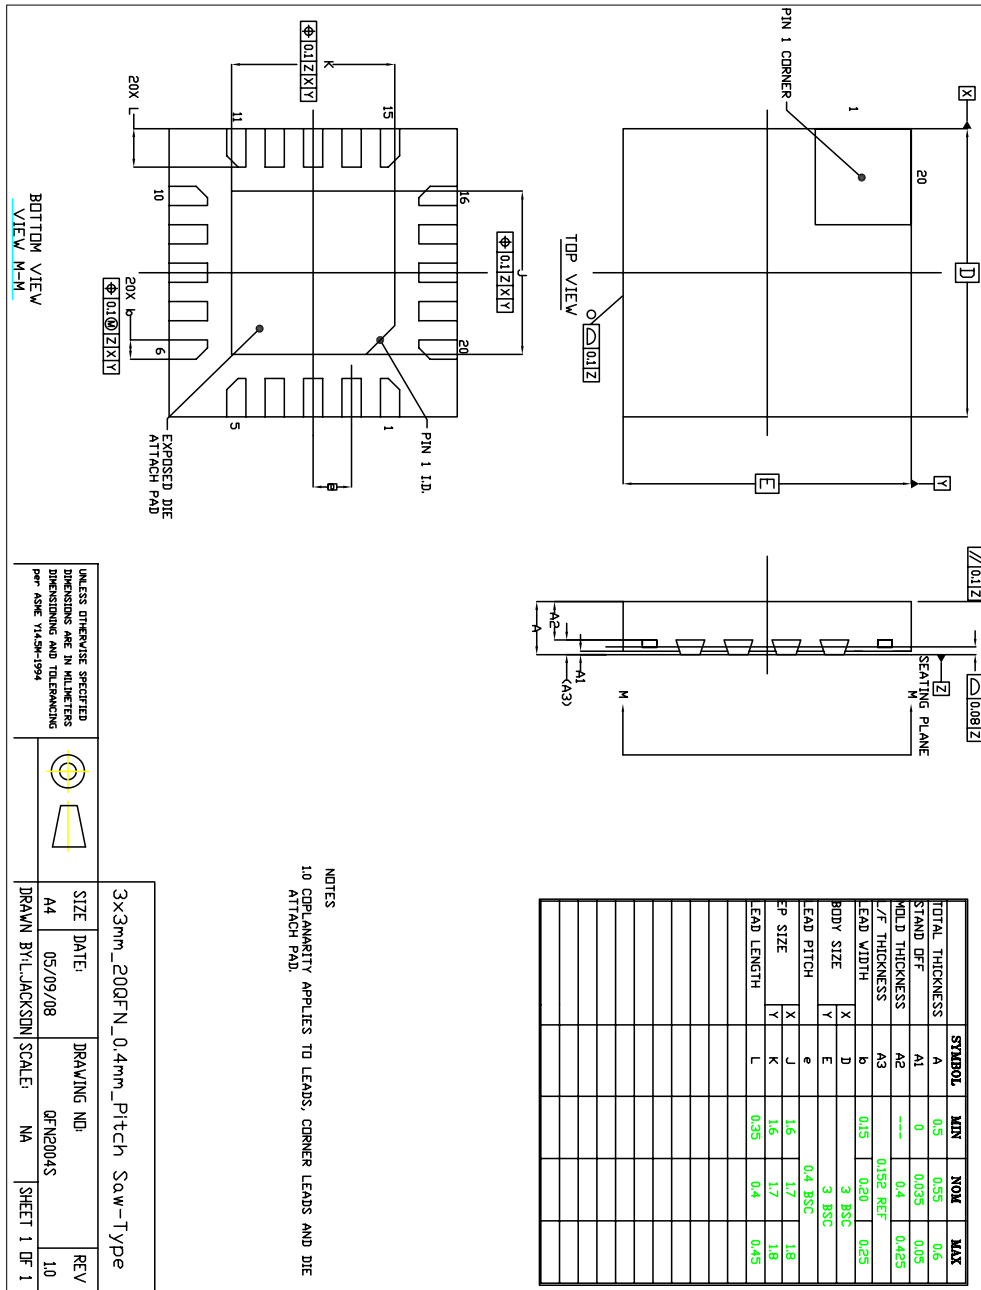 X
D
PIN 1 CORNER
1
20
Y
E
TOP VIEW
0.1 Z
K
0.1 Z X Y
20X L
11
15
10
16
J
0.1 Z X Y
20X b
0.1 M Z X Y
6
20
5
1
e
PIN 1 I.D.
EXPOSED DIE
ATTACH PAD
BOTTOM VIEW
VIEW M-M
// 0.1 Z
A2
A
A1
(A3)
0.08 Z
Z
SEATING PLANE
M
M
SYMBOL MIN NOM MAX
TOTAL THICKNESS A 0.5 0.55 0.6
STAND OFF A1 0 0.035 0.05
MOLD THICKNESS A2 --- 0.4 0.425
L/F THICKNESS A3 0.152 REF
LEAD WIDTH b 0.15 0.20 0.25
BODY SIZE X D 3 BSC
Y E 3 BSC
LEAD PITCH e 0.4 BSC
EP SIZE X J 1.6 1.7 1.8
Y K 1.6 1.7 1.8
LEAD LENGTH L 0.35 0.4 0.45
NOTES
1.0 COPLANARITY APPLIES TO LEADS, CORNER LEADS AND DIE
ATTACH PAD.
UNLESS OTHERWISE SPECIFIED
DIMENSIONS ARE IN MILIMETERS
DIMENSIONING AND TOLERANCING
per ASME Y14.5M-1994
3x3mm_20QFN_0.4mm_Pitch Saw-Type
SIZE DATE: DRAWING NO: REV
A4 05/09/08 QFN2004S 1.0
DRAWN BY:L.JACKSON SCALE: NA SHEET 1 OF 1